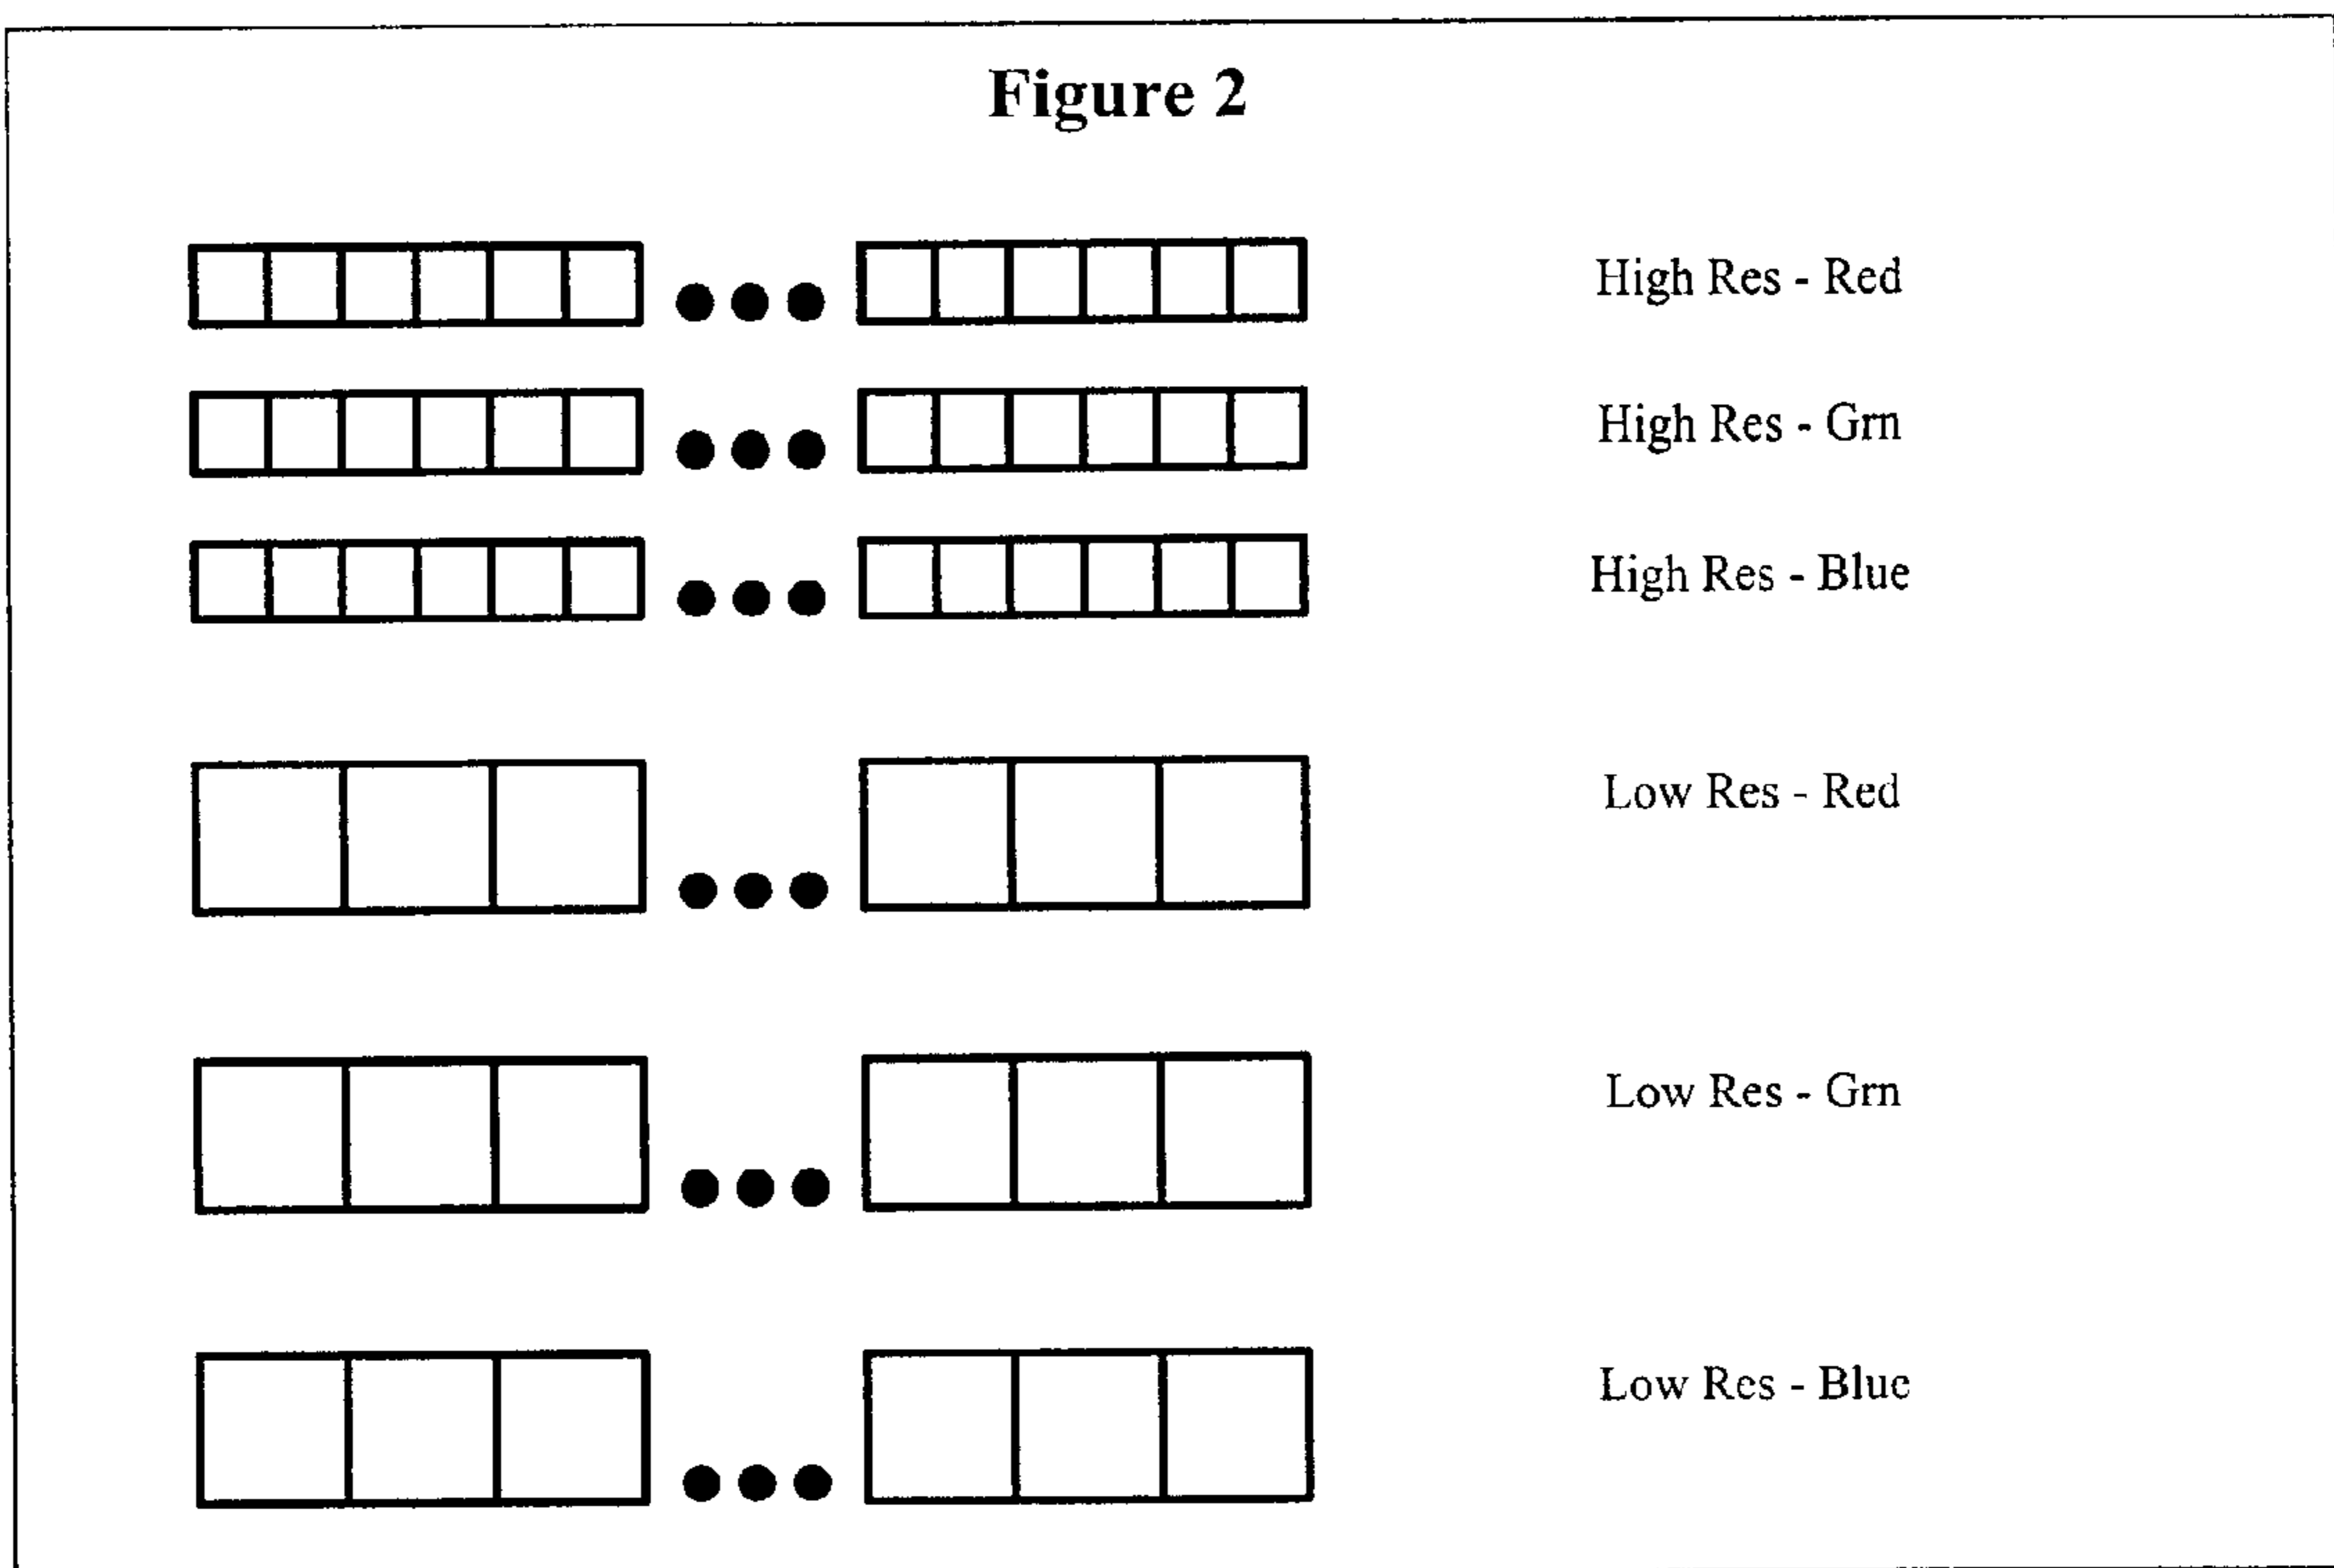 Figure 2
High Res - Red
High Res - Grn
High Res - Blue
Low Res - Red
Low Res - Grn
Low Res - Blue